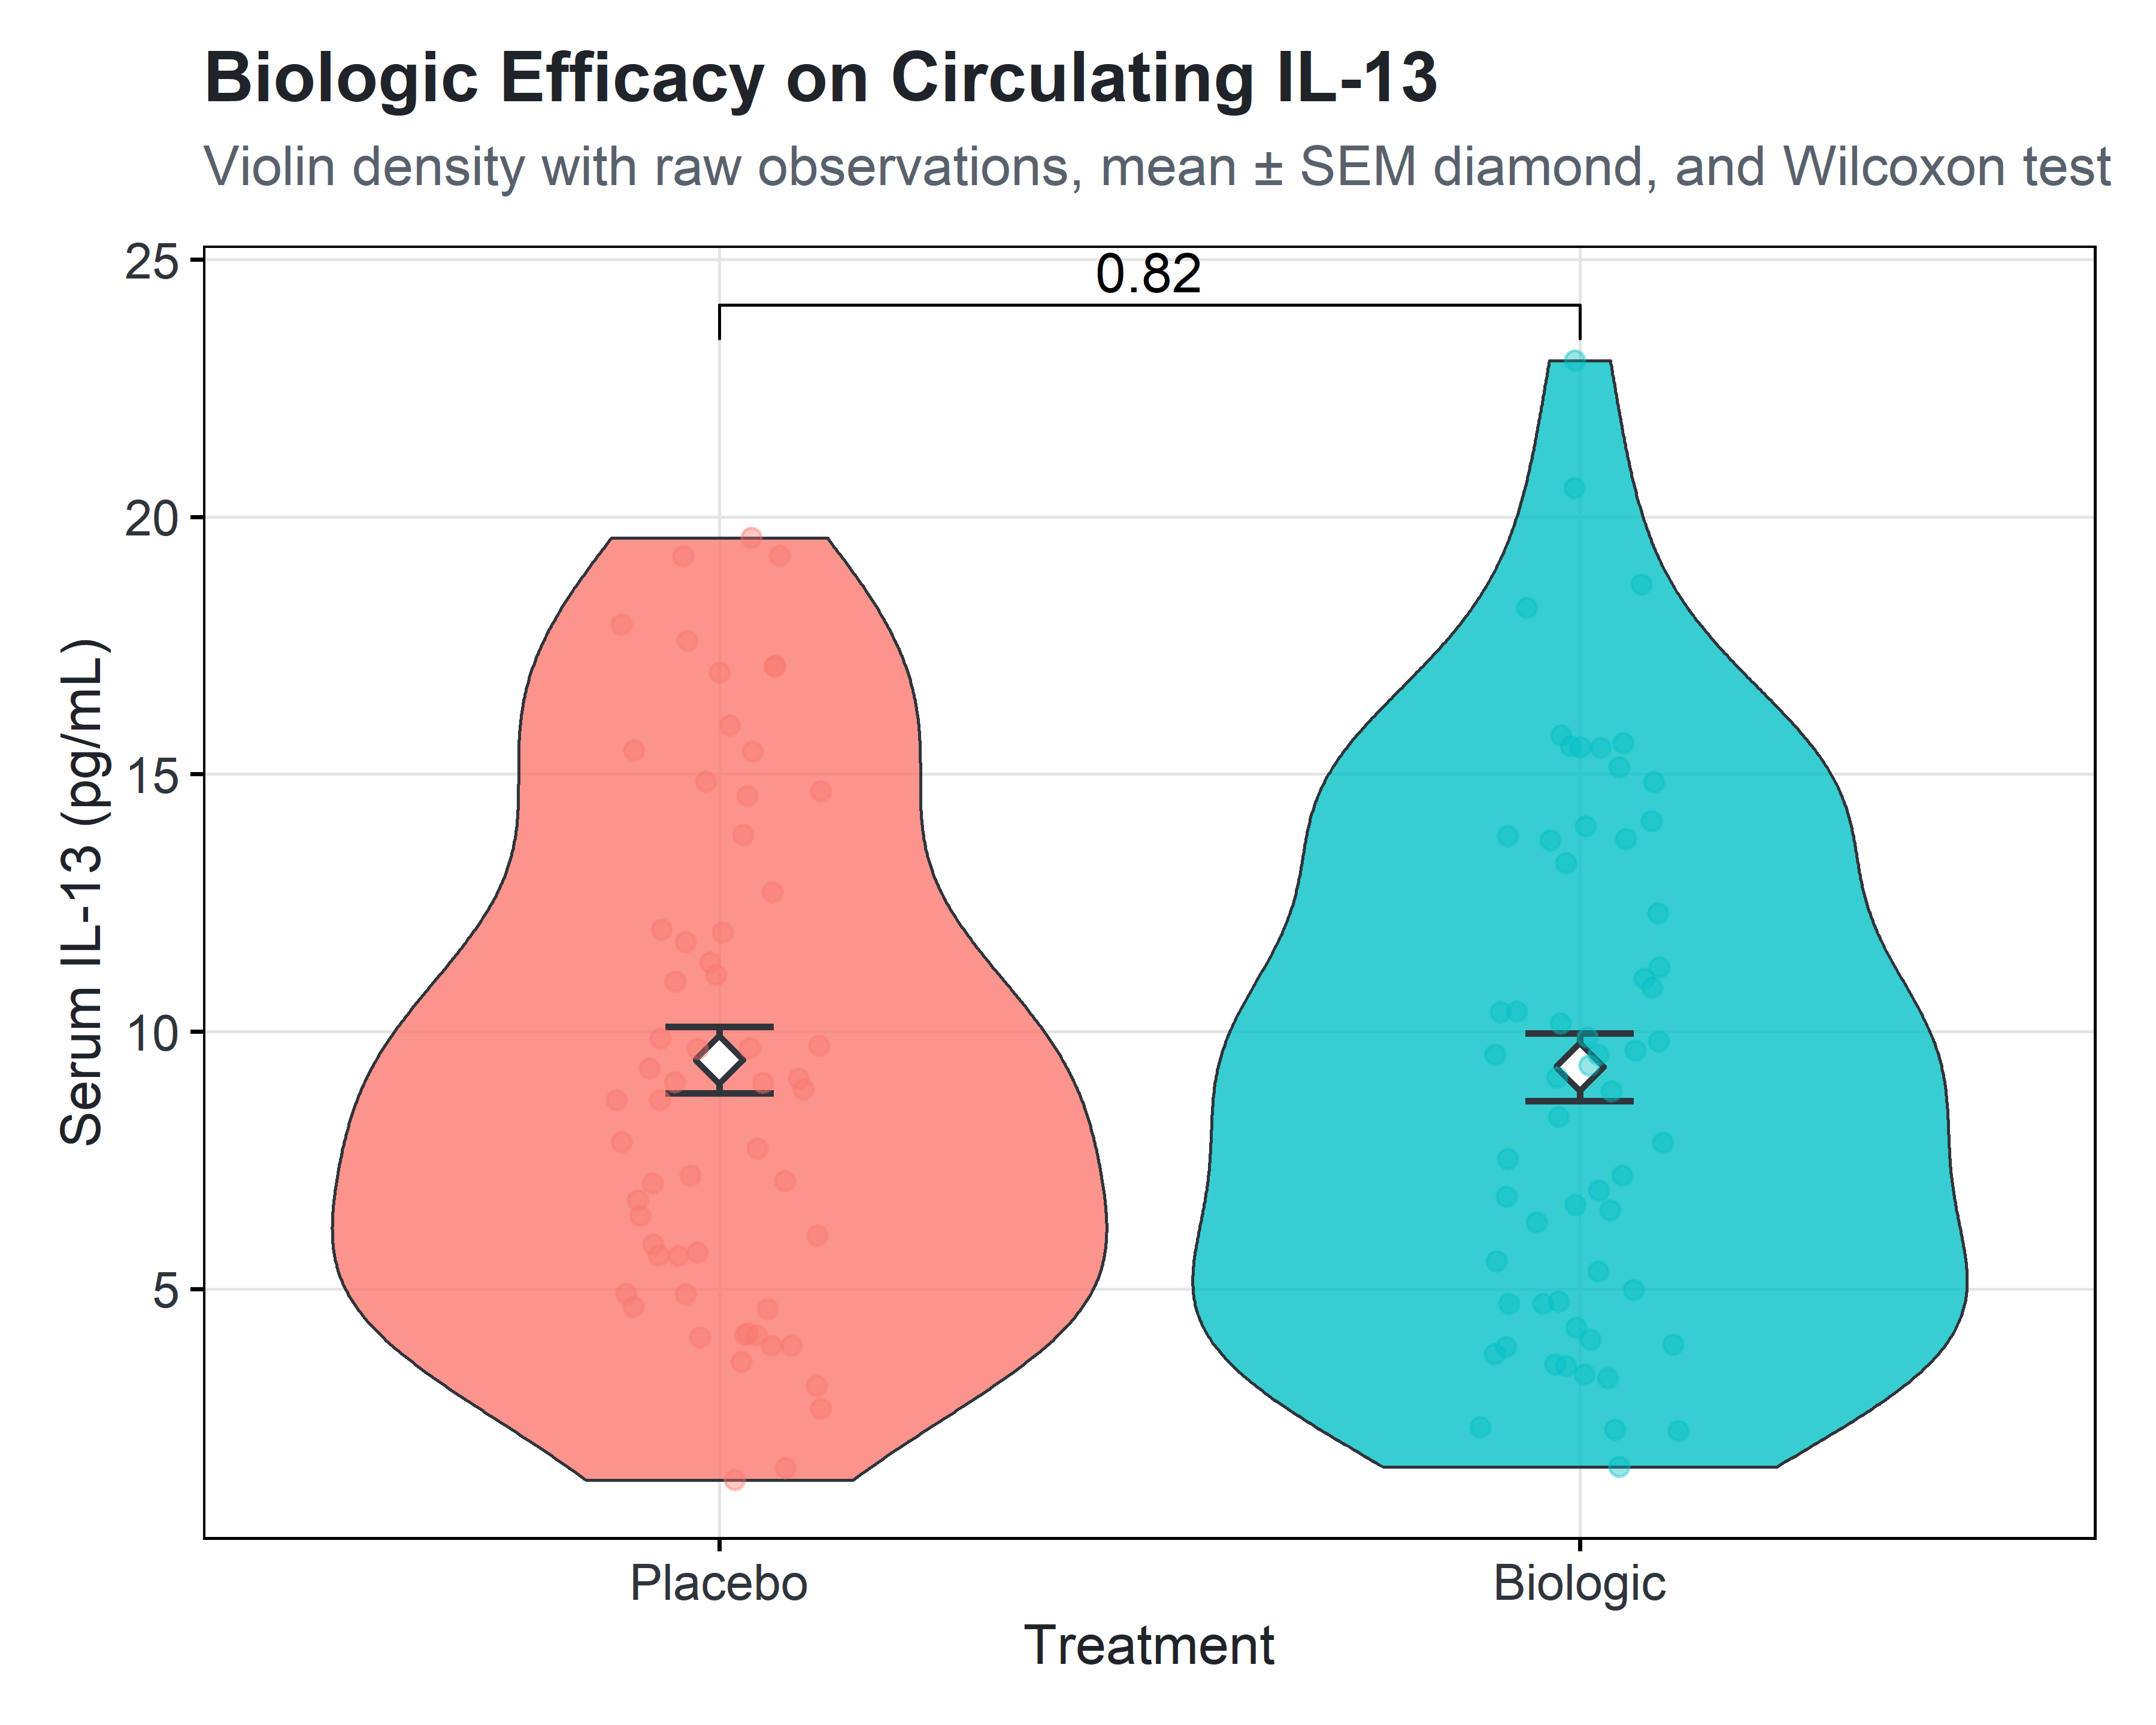 Biologic Efficacy on Circulating IL-13
Violin density with raw observations, mean ± SEM diamond, and Wilcoxon test
25
0.82
20
15
10
5
Serum IL-13 (pg/mL)
Placebo
Biologic
Treatment